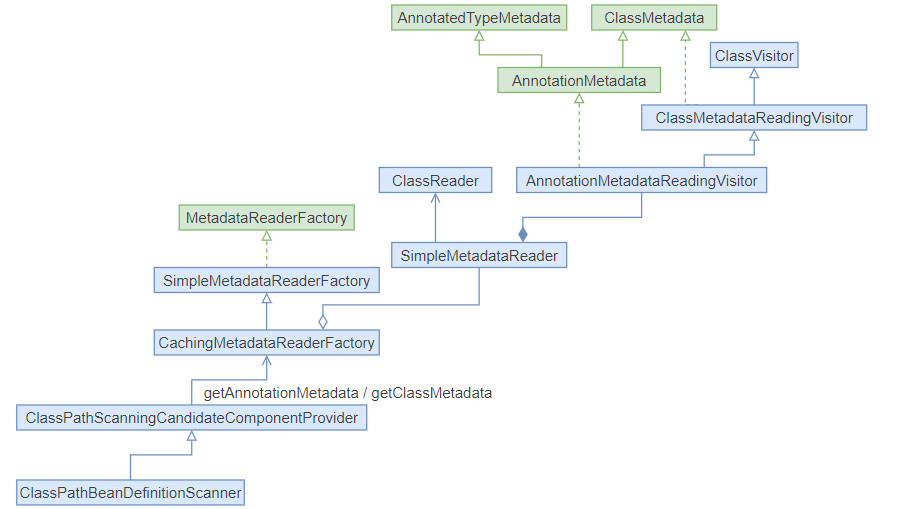 AnnotatedTypeMetadata
ClassMetadata
ClassVisitor
AnnotationMetadata
ClassMetadataReadingVisitor
ClassReader
AnnotationMetadataReadingVisitor
MetadataReaderFactory
SimpleMetadataReader
SimpleMetadataReaderFactory
CachingMetadataReaderFactory
getAnnotationMetadata / getClassMetadata
ClassPathScanningCandidateComponentProvider
ClassPathBeanDefinitionScanner